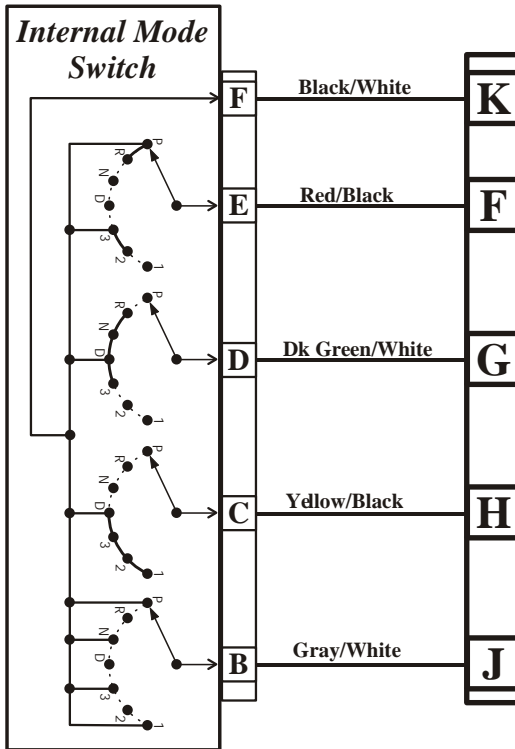 Internal Mode
Switch
F Black/White K
P
R
N
D
3
2
1
E Red/Black F
P
R
N
D
3
2
1
D Dk Green/White G
P
R
N
D
3
2
1
C Yellow/Black H
P
R
N
D
3
2
1
B Gray/White J